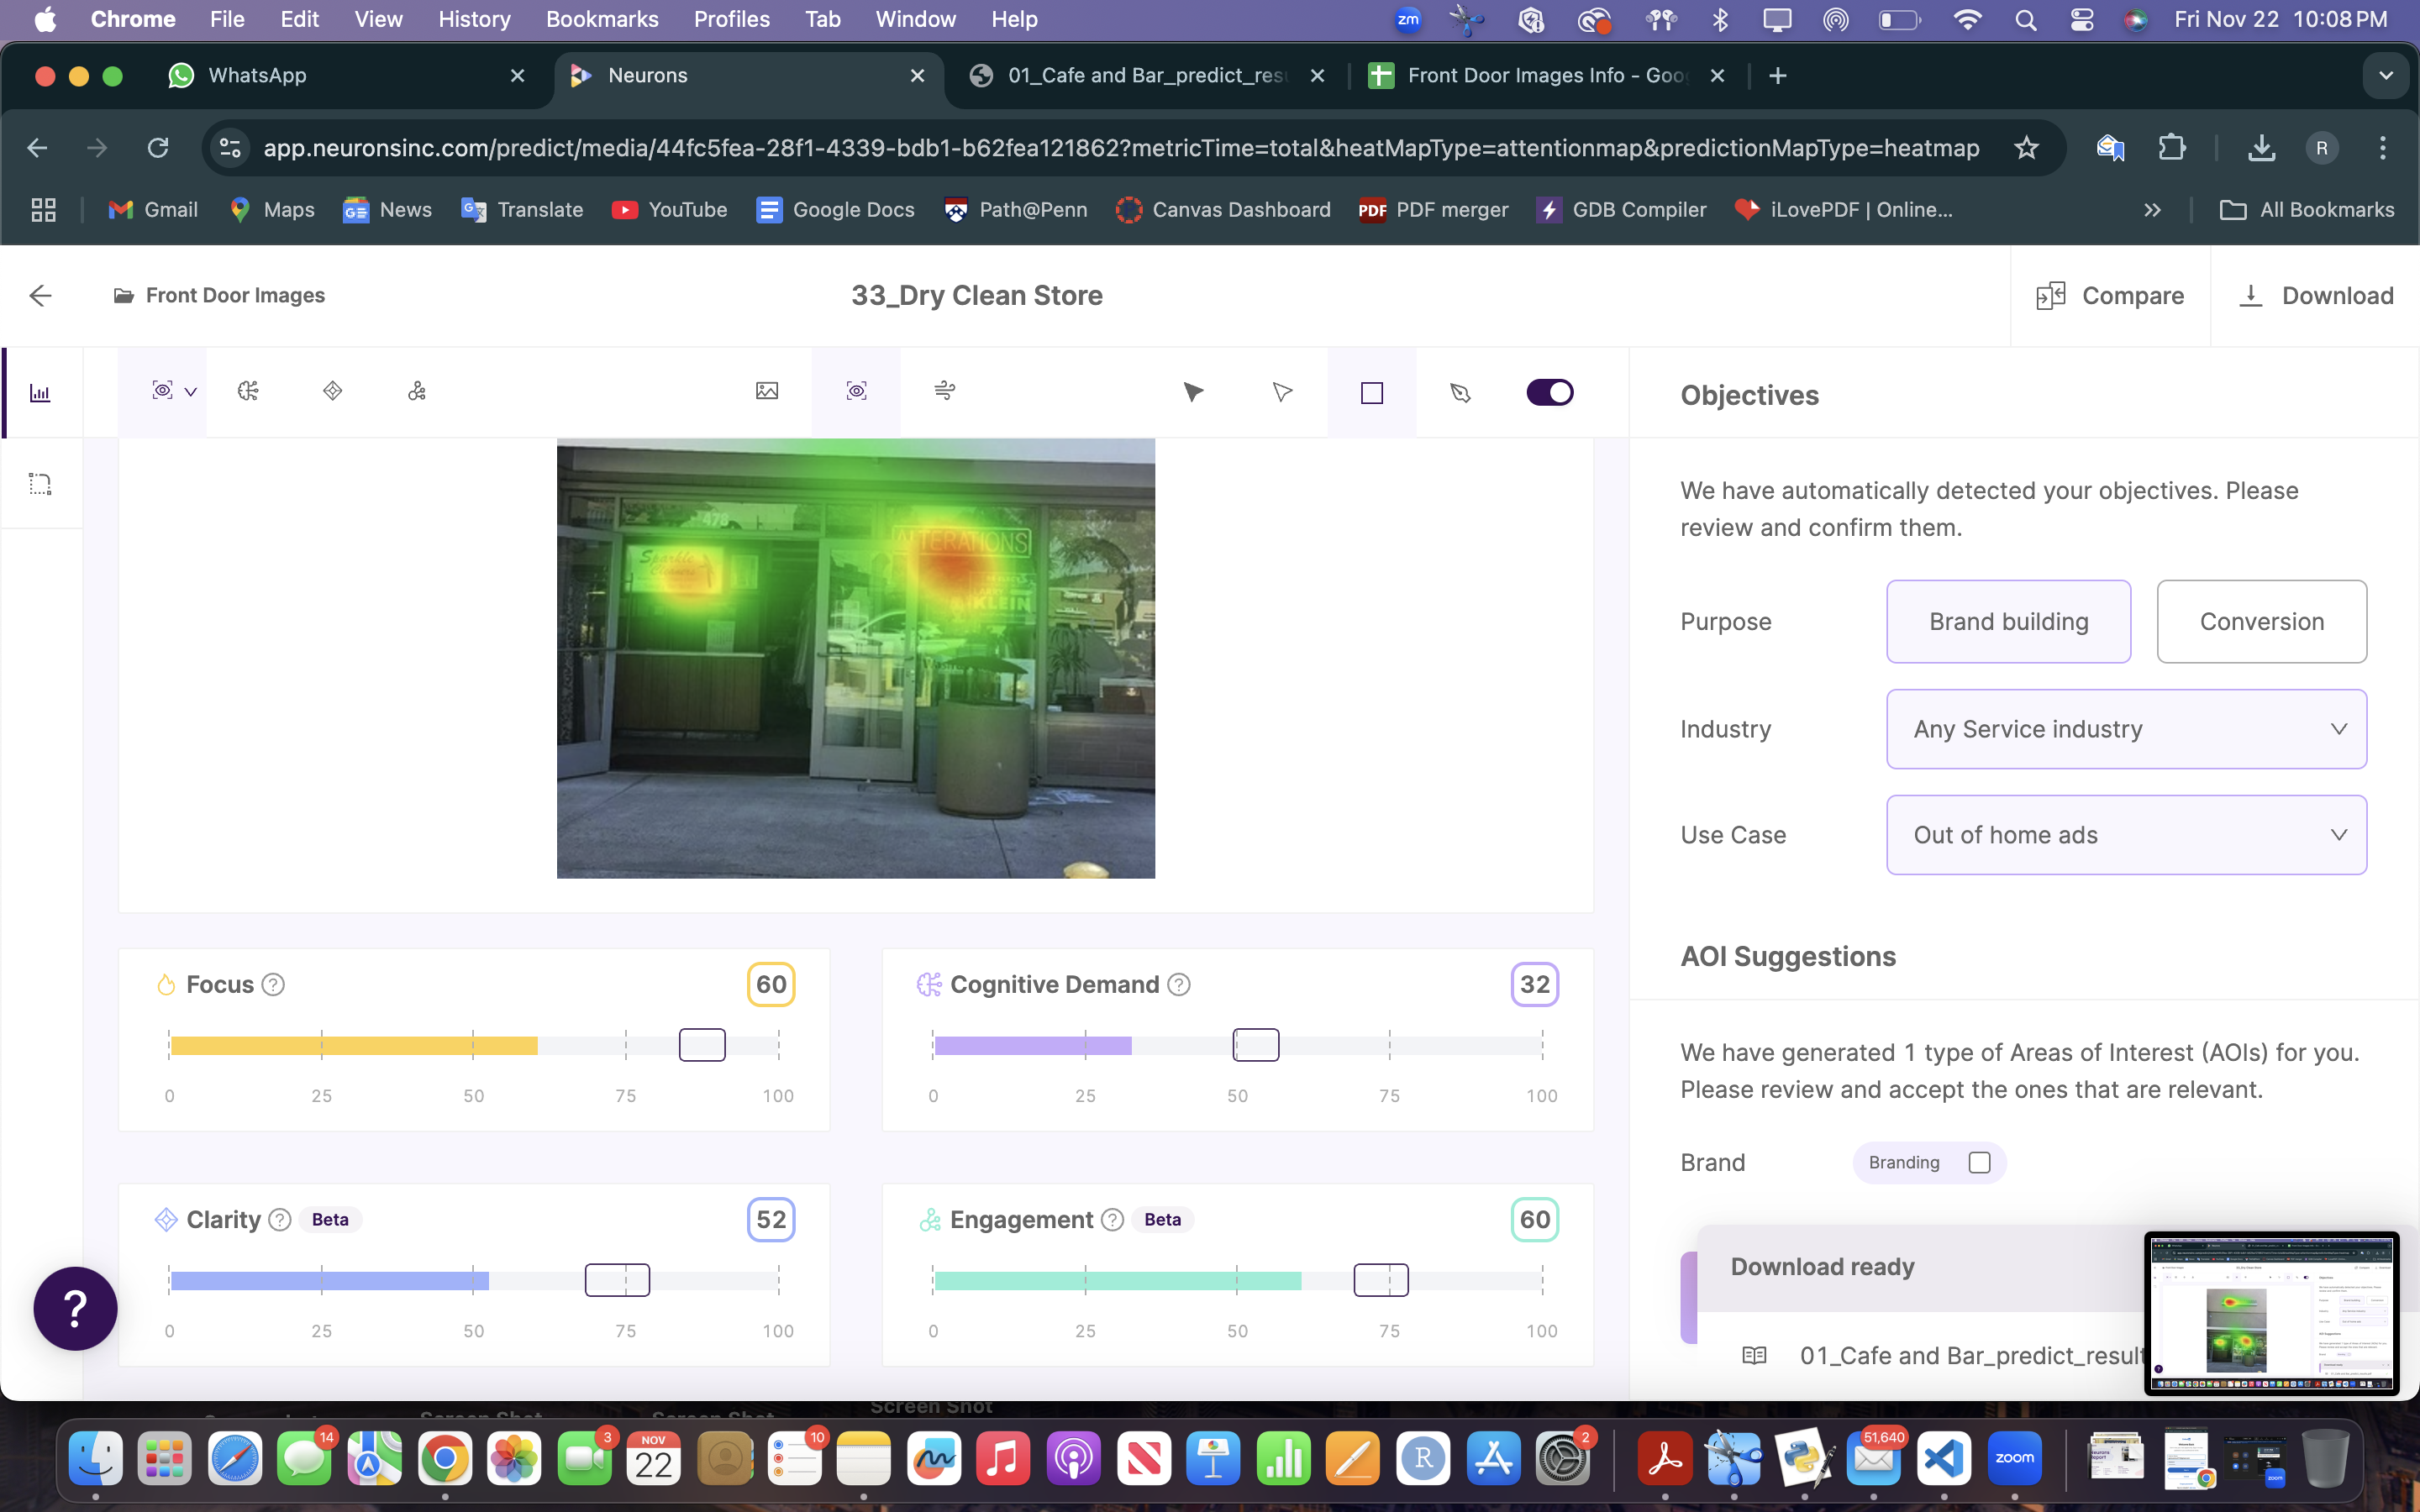 Chrome File Edit View History Bookmarks Profiles Tab Window Help
zm
Fri Nov 22 10:08 PM
WhatsApp
Neurons
01_Cafe and Bar_predict_resu
Front Door Images Info - Goo
app.neuronsinc.com/predict/media/44fc5fea-28f1-4339-bdb1-b62fea121862?metricTime=total&heatMapType=attentionmap&predictionMapType=heatmap
R
Gmail Maps News Translate YouTube Google Docs Path@Penn Canvas Dashboard PDF PDF merger GDB Compiler iLovePDF | Online... All Bookmarks
Front Door Images
33_Dry Clean Store
Compare
Download
Objectives
We have automatically detected your objectives. Please
review and confirm them.
Purpose
Brand building
Conversion
Industry
Any Service industry
Use Case
Out of home ads
AOI Suggestions
We have generated 1 type of Areas of Interest (AOIs) for you.
Please review and accept the ones that are relevant.
Brand
Branding
Download ready
01_Cafe and Bar_predict_result
478
Sparkle
Cleaners
ALTERATIONS
KLEIN
Focus ?
60
0 25 50 75 100
Cognitive Demand ?
32
0 25 50 75 100
Clarity ? Beta
52
0 25 50 75 100
Engagement ? Beta
60
0 25 50 75 100
?
Screen Shot
14
3
NOV
22
10
R
2
51,640
zoom